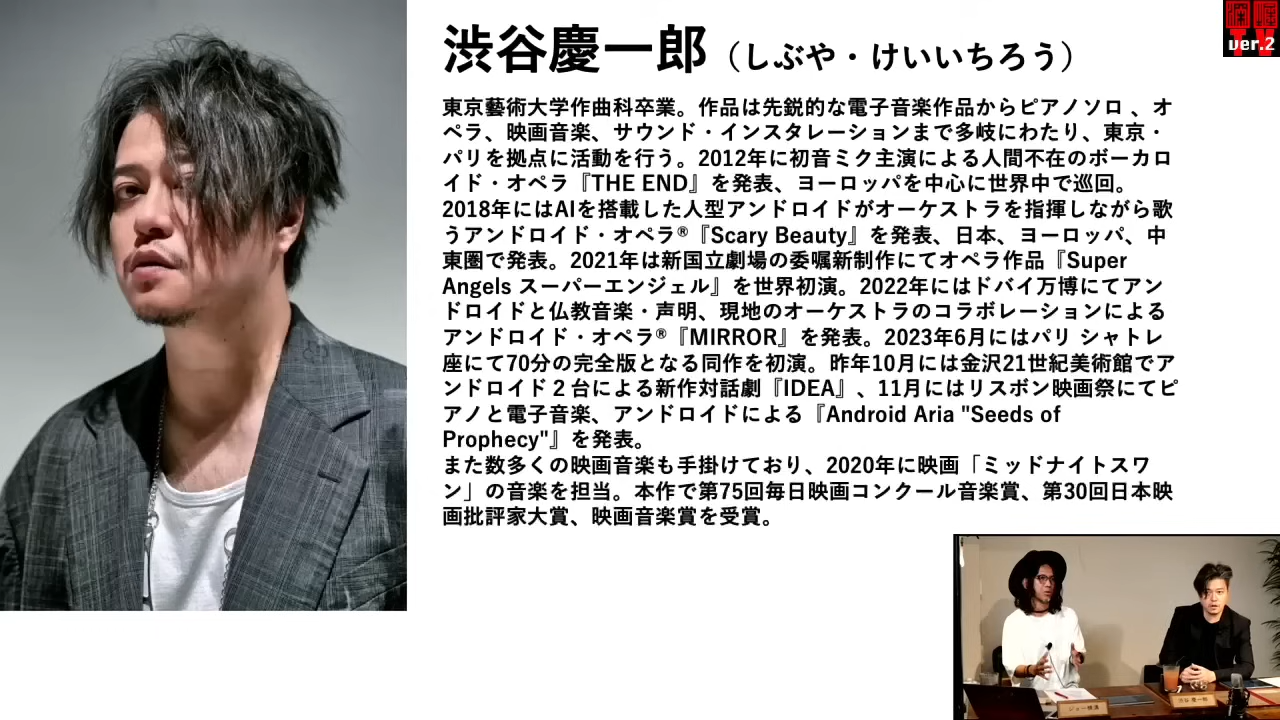 渋谷慶一郎（しぶや・けいいちろう）
東京藝術大学作曲科卒業。作品は先鋭的な電子音楽作品からピアノソロ 、オ
ペラ、映画音楽、サウンド・インスタレーションまで多岐にわたり、東京・
パリを拠点に活動を行う。2012年に初音ミク主演による人間不在のボーカロ
イド・オペラ『THE END』を発表、ヨーロッパを中心に世界中で巡回。
2018年にはAIを搭載した人型アンドロイドがオーケストラを指揮しながら歌
うアンドロイド・オペラ®『Scary Beauty』を発表、日本、ヨーロッパ、中
東圏で発表。2021年は新国立劇場の委嘱新制作にてオペラ作品『Super
Angels スーパーエンジェル』を世界初演。2022年にはドバイ万博にてアン
ドロイドと仏教音楽・声明、現地のオーケストラのコラボレーションによる
アンドロイド・オペラ®『MIRROR』を発表。2023年6月にはパリ シャトレ
座にて70分の完全版となる同作を初演。昨年10月には金沢21世紀美術館でア
ンドロイド２台による新作対話劇『IDEA』、11月にはリスボン映画祭にてピ
アノと電子音楽、アンドロイドによる『Android Aria "Seeds of
Prophecy"』を発表。
また数多くの映画音楽も手掛けており、2020年に映画「ミッドナイトスワ
ン」の音楽を担当。本作で第75回毎日映画コンクール音楽賞、第30回日本映
画批評家大賞、映画音楽賞を受賞。
TV
ver.2
ジョー横溝
渋谷 慶一郎